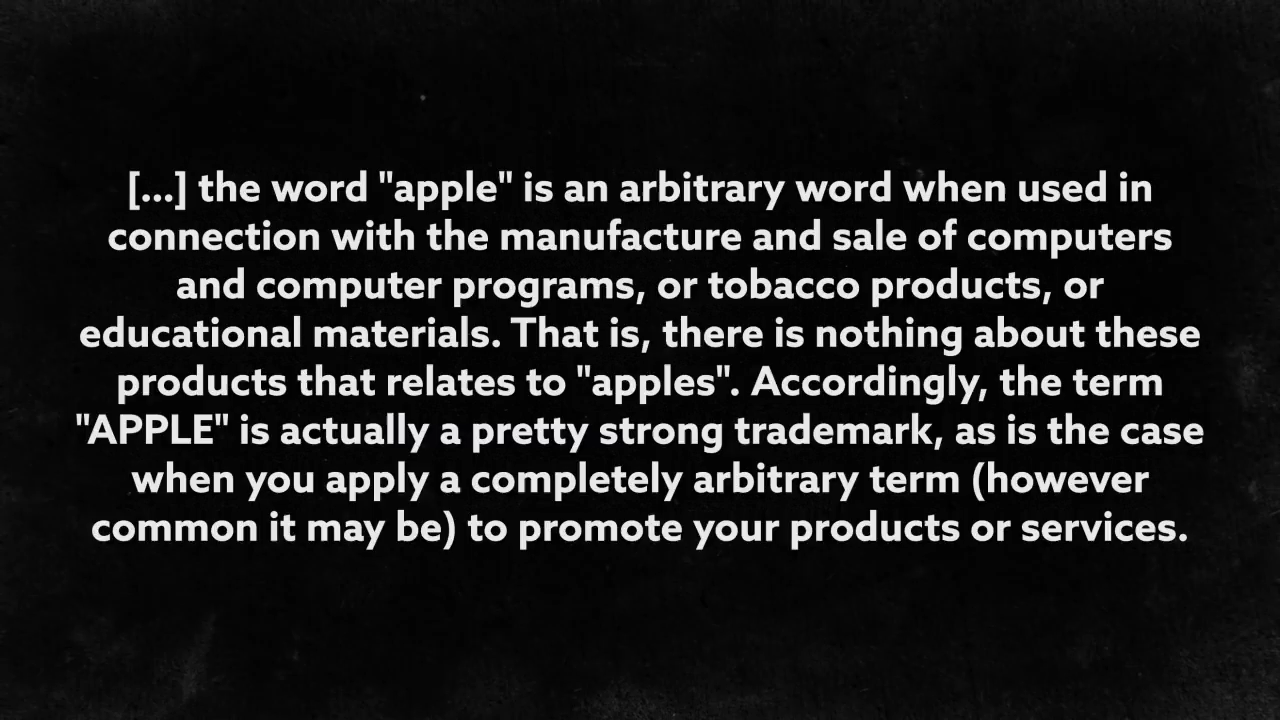 [...] the word "apple" is an arbitrary word when used in
connection with the manufacture and sale of computers
and computer programs, or tobacco products, or
educational materials. That is, there is nothing about these
products that relates to "apples". Accordingly, the term
"APPLE" is actually a pretty strong trademark, as is the case
when you apply a completely arbitrary term (however
common it may be) to promote your products or services.